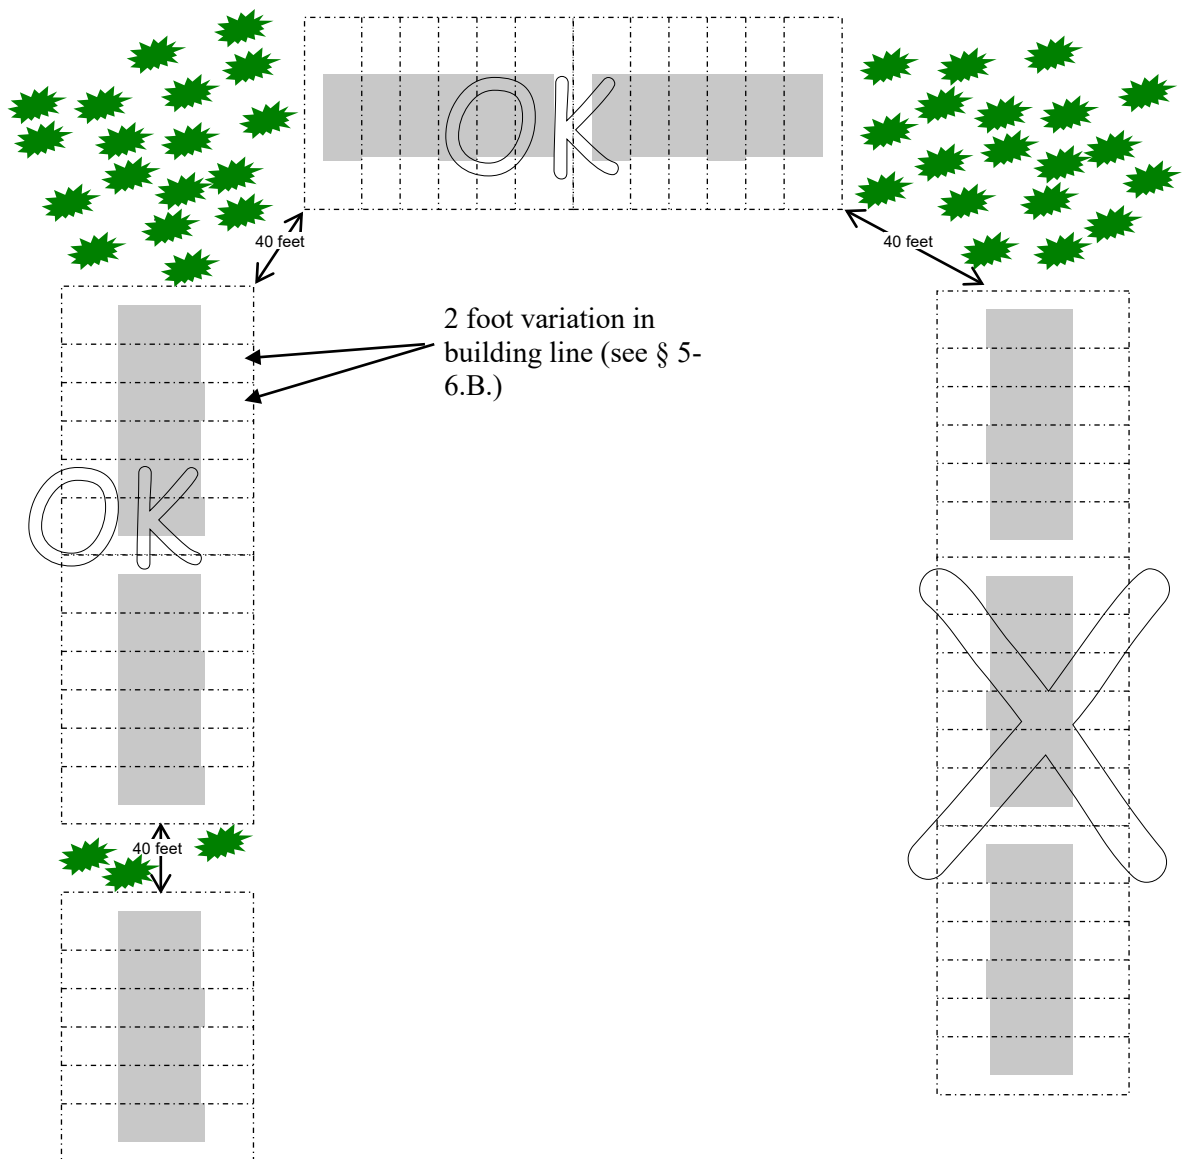 OK
40 feet
40 feet
2 foot variation in
building line (see § 5-
6.B.)
OK
X
40 feet